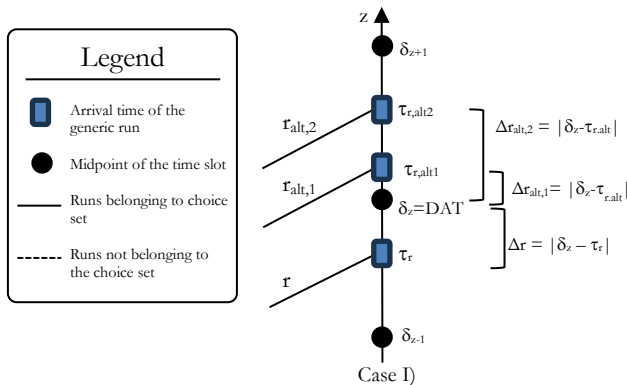 Legend
Arrival time of the
generic run
Midpoint of the time slot
Runs belonging to choice
set
Runs not belonging to
the choice set
z
δz+1
ralt,2
τr,alt2
Δralt,2 = |δz-τr.alt|
ralt,1
τr,alt1
Δralt,1= |δz-τr.alt|
δz=DAT
Δr = |δz – τr|
r
τr
δz-1
Case I)